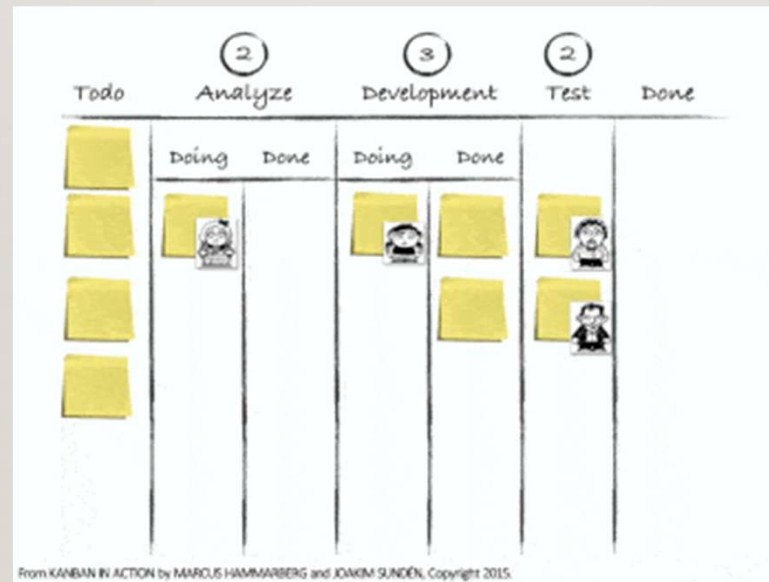 2 3 2
Todo Analyze Development Test Done
Doing Done Doing Done
From KANBAN IN ACTION by MARCUS HAMMARBERG and JOAKIM SUNDÉN, Copyright 2015.